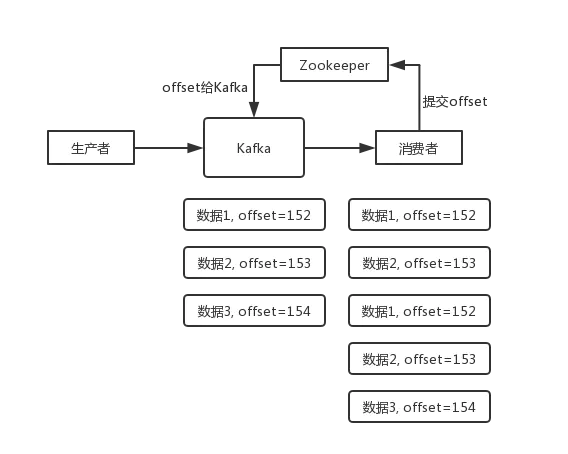 Zookeeper
offset给Kafka
提交offset
生产者
Kafka
消费者
数据1, offset=152
数据1, offset=152
数据2, offset=153
数据2, offset=153
数据3, offset=154
数据1, offset=152
数据2, offset=153
数据3, offset=154